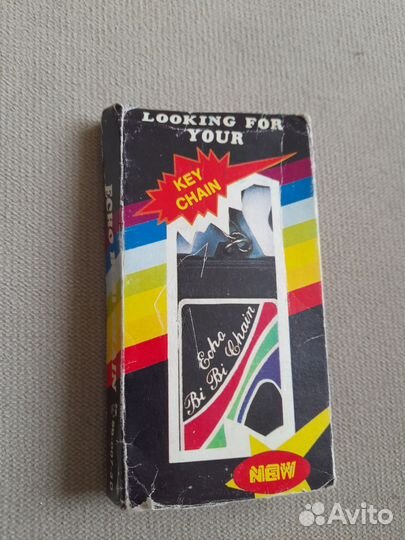 LOOKING FOR
YOUR
KEY
CHAIN
Echo
Bi Bi Chain
NEW
ECHO
Avito